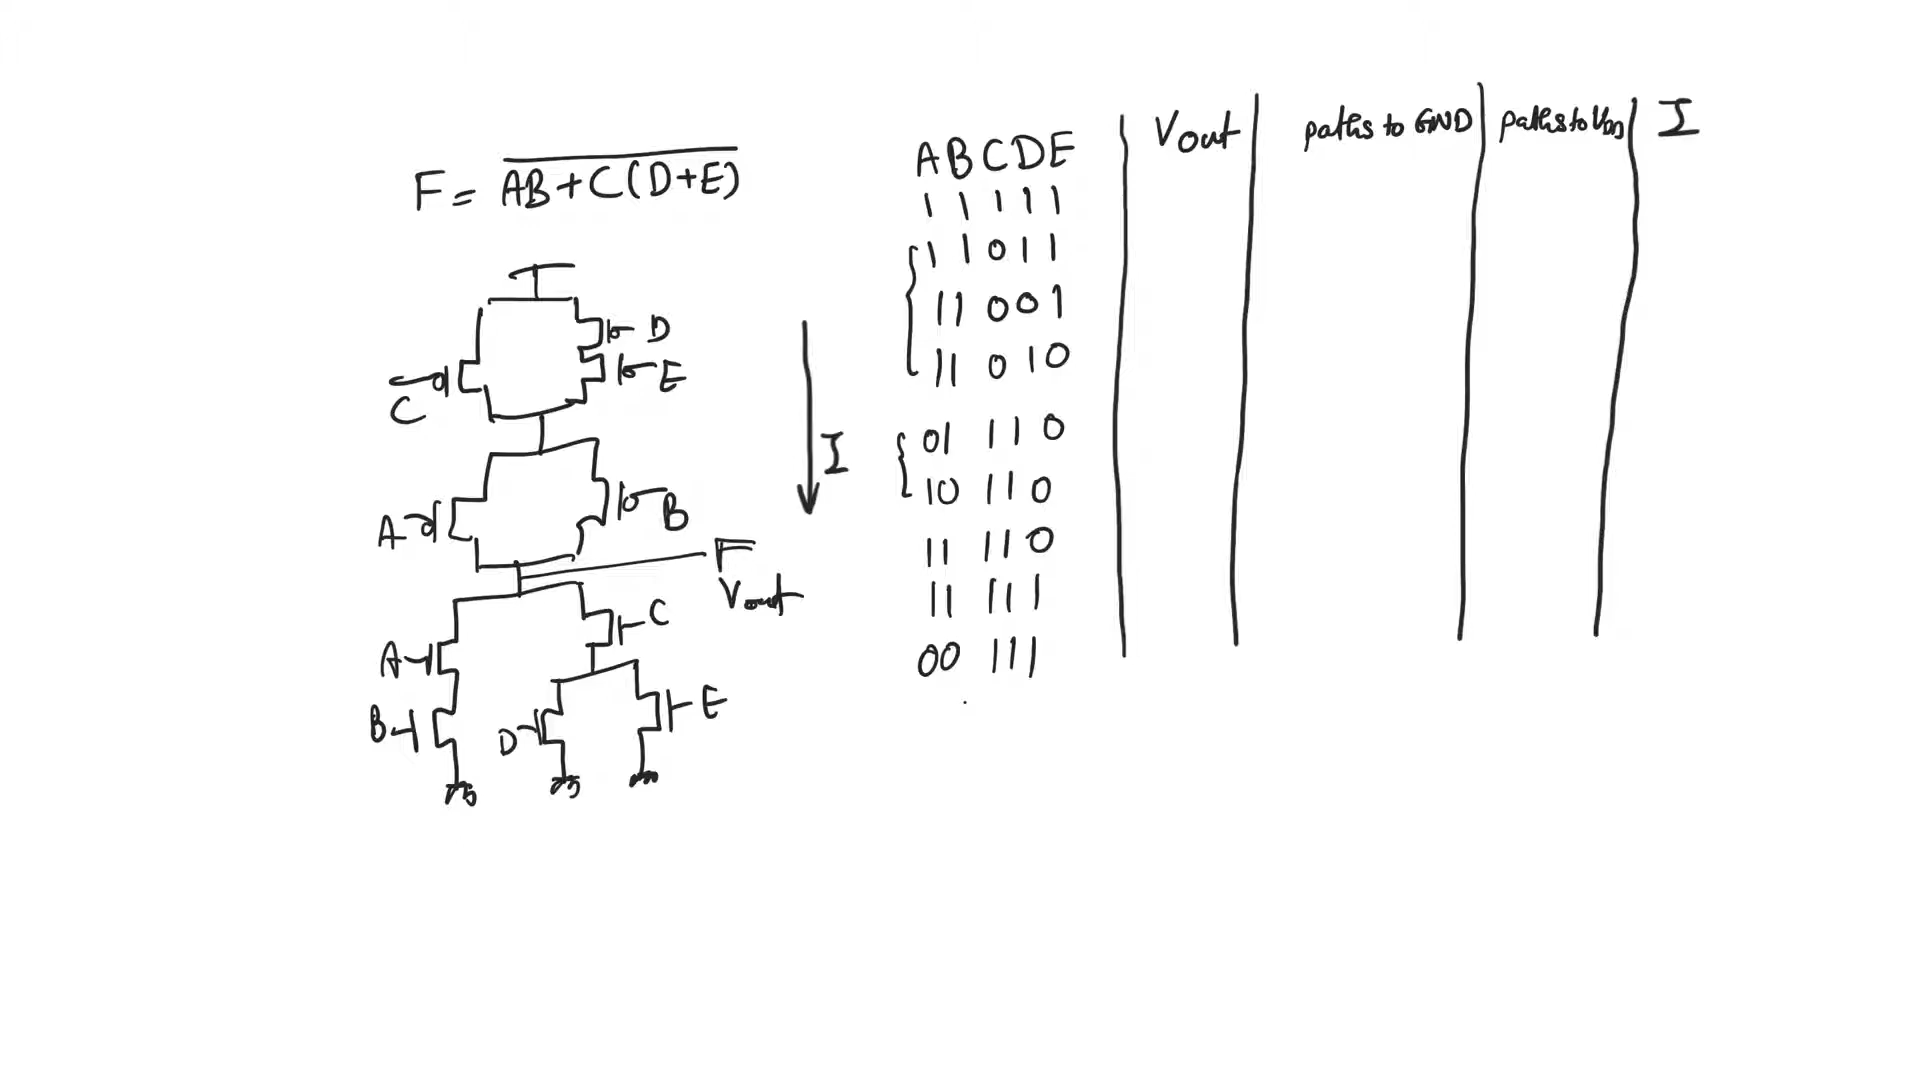 F = AB+C(D+E)
D
E
C
I
A
B
F
Vout
A
C
B
D
E
ABCDE | Vout | paths to GND | paths to VDD | I
11111
11011
11001
11010
01110
10110
11110
11111
00111